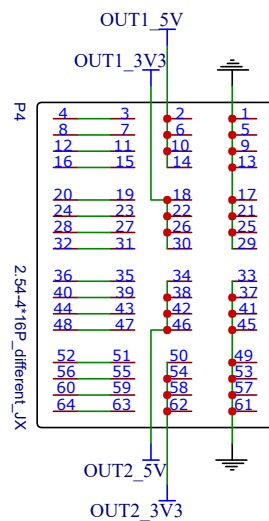 OUT1_5V
OUT1_3V3
P4
4 3 2 1
8 7 6 5
12 11 10 9
16 15 14 13
20 19 18 17
24 23 22 21
28 27 26 25
32 31 30 29
36 35 34 33
40 39 38 37
44 43 42 41
48 47 46 45
52 51 50 49
56 55 54 53
60 59 58 57
64 63 62 61
2.54-4*16P_different_JX
OUT2_5V
OUT2_3V3